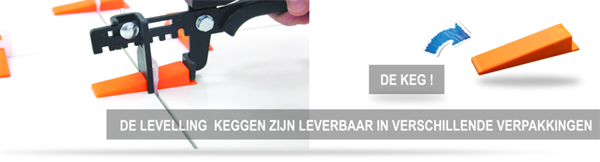 DE KEG !
DE LEVELLING KEGGEN ZIJN LEVERBAAR IN VERSCHILLENDE VERPAKKINGEN